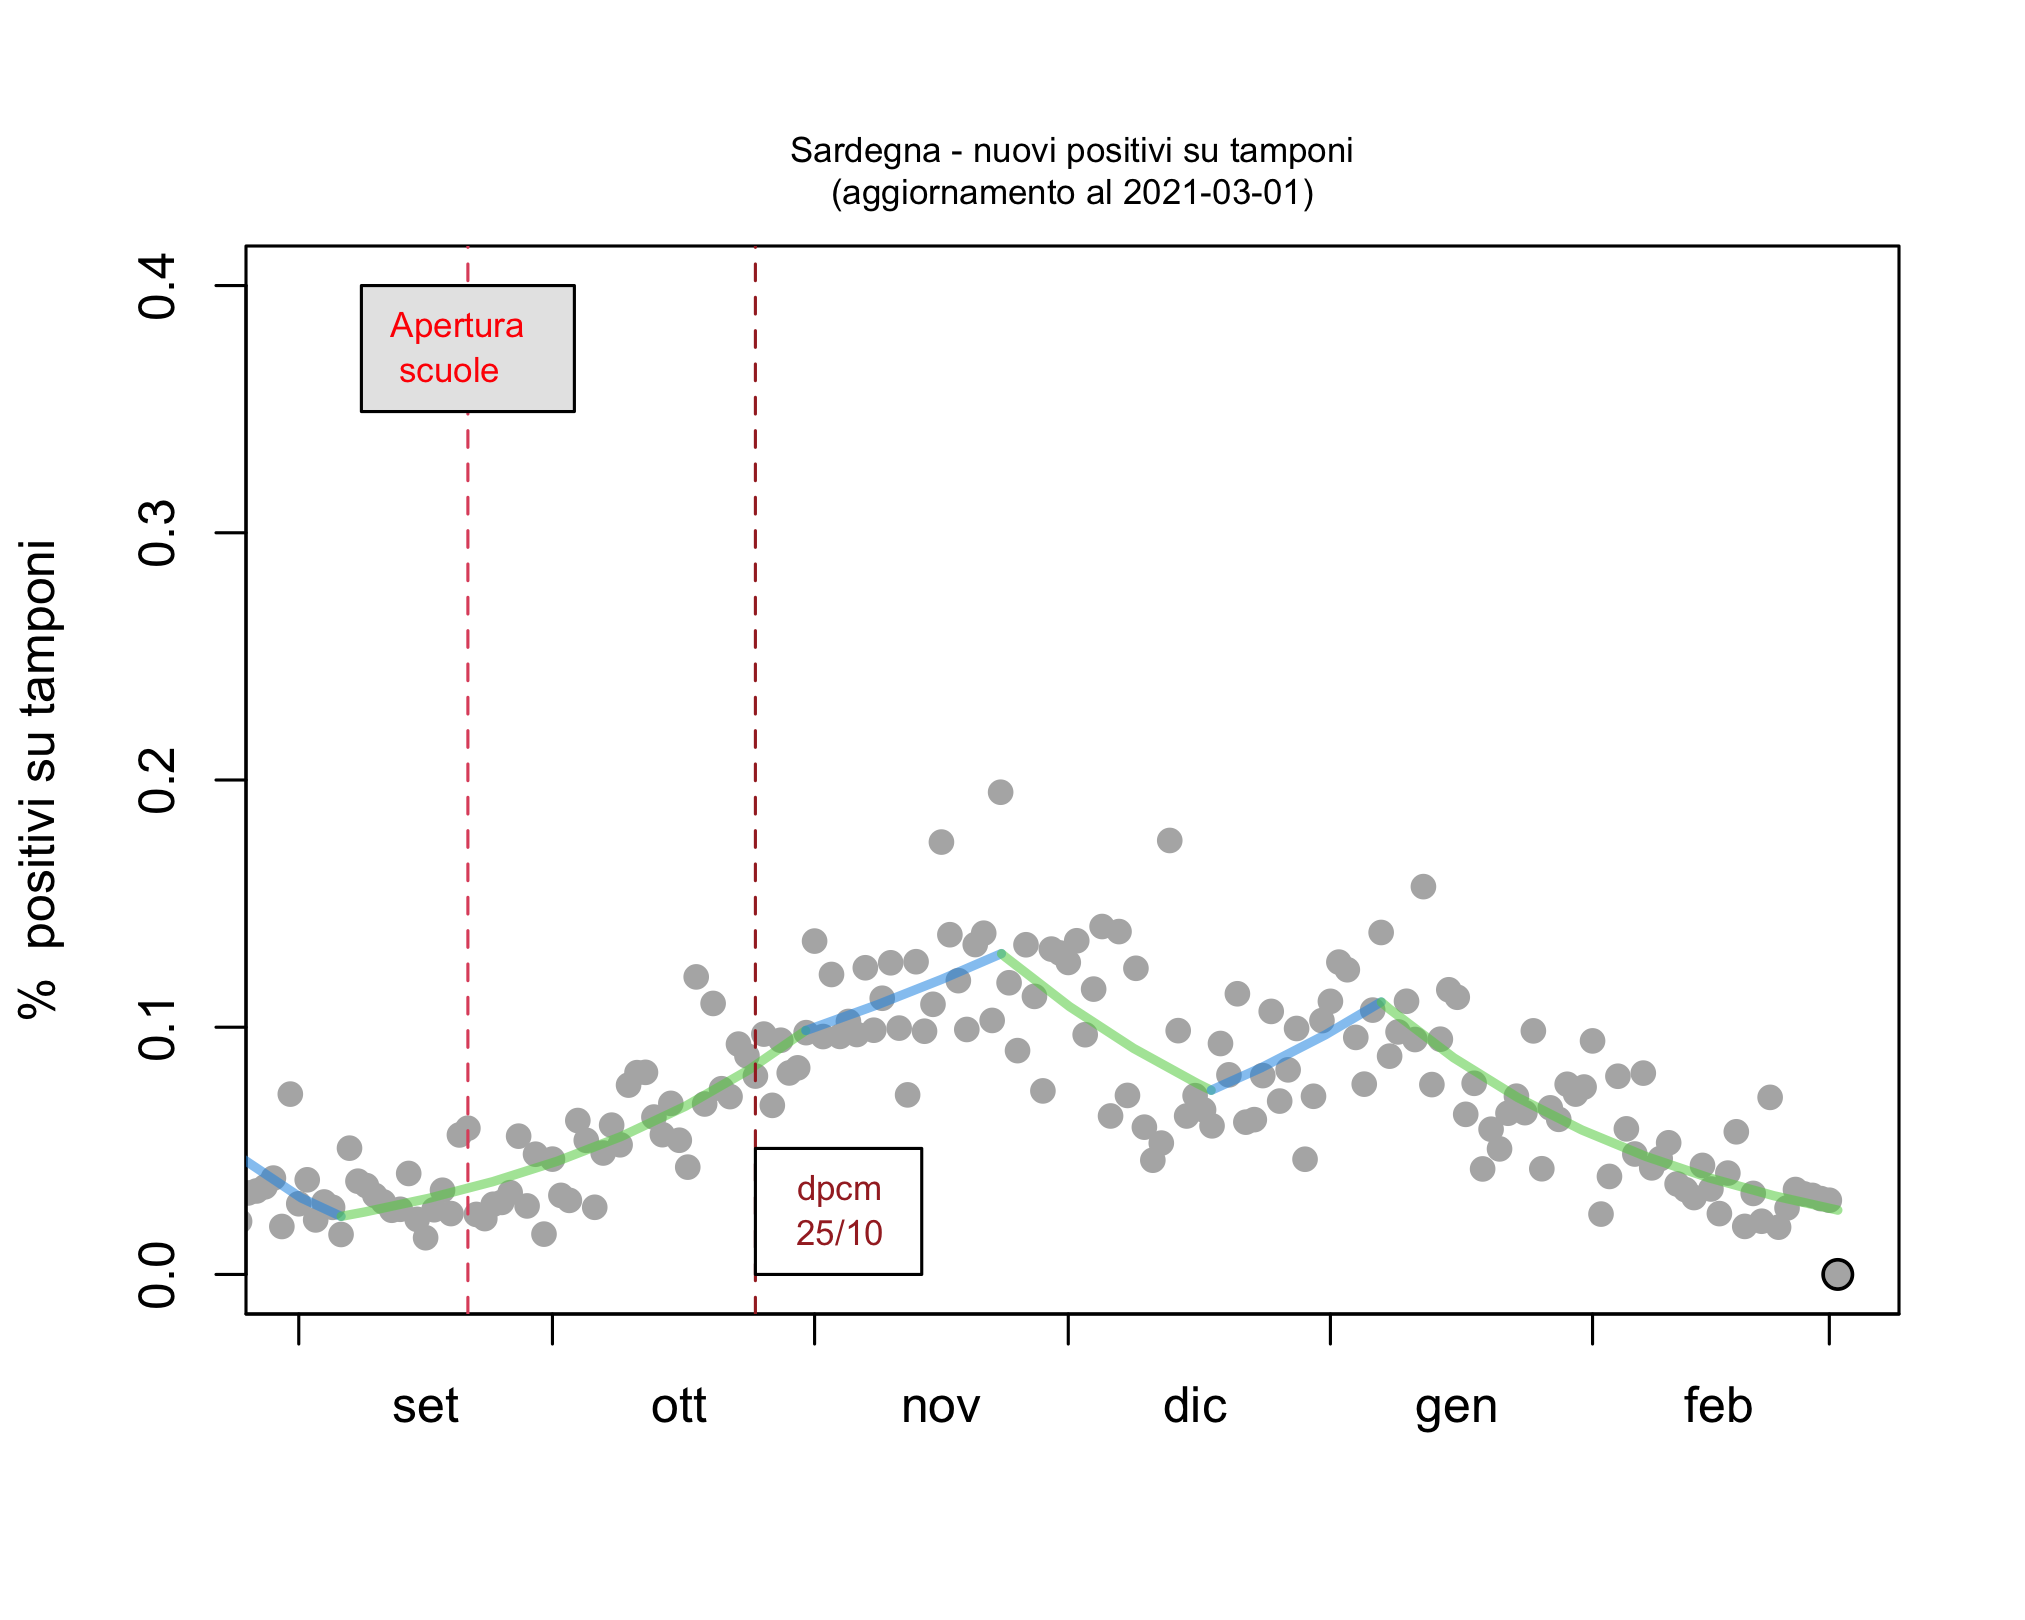 Sardegna - nuovi positivi su tamponi
(aggiornamento al 2021-03-01)
% positivi su tamponi
0.4
0.3
0.2
0.1
0.0
Apertura
scuole
dpcm
25/10
set
ott
nov
dic
gen
feb